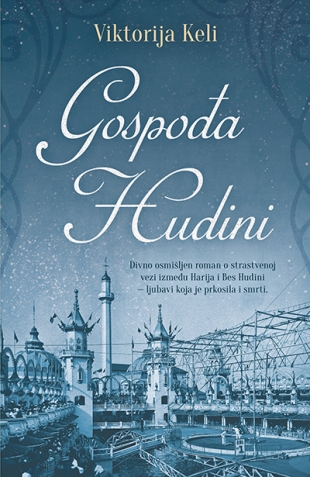 Viktorija Keli
Gospođa
Hudini
Divno osmišljen roman o strastvenoj
vezi između Harija i Bes Hudini
– ljubavi koja je prkosila i smrti.